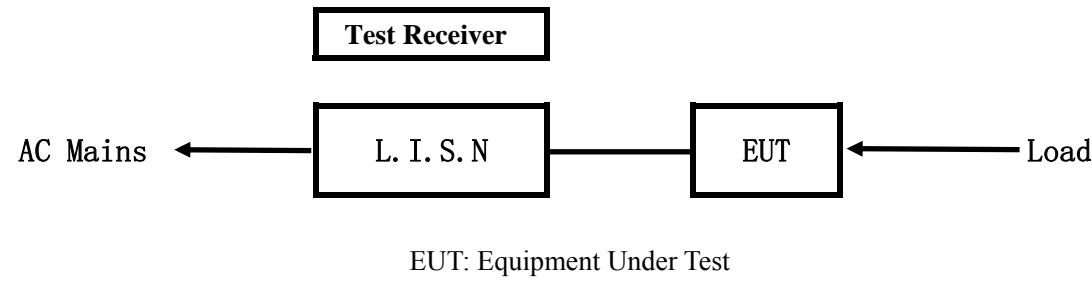 Test Receiver
AC Mains L.I.S.N EUT Load
EUT: Equipment Under Test